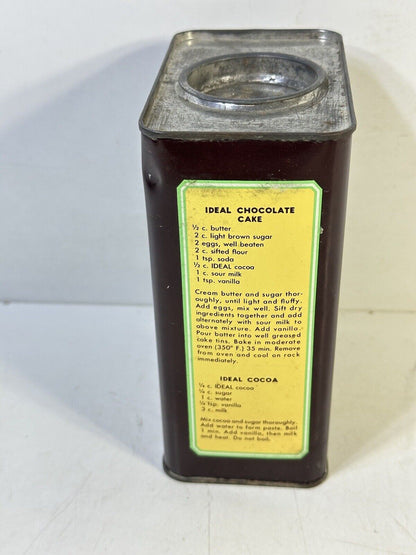 IDEAL CHOCOLATE
CAKE
½ c. butter
2 c. light brown sugar
2 eggs, well beaten
2 c. sifted flour
1 tsp. soda
½ c. IDEAL cocoa
1 c. sour milk
1 tsp. vanilla
Cream butter and sugar thor-
oughly, until light and fluffy.
Add eggs, mix well. Sift dry
ingredients together and add
alternately with sour milk to
above mixture. Add vanilla.
Pour batter into well greased
cake tins. Bake in moderate
oven (350° F.) 35 min. Remove
from oven and cool on rack
immediately.
IDEAL COCOA
¼ c. IDEAL cocoa
¼ c. sugar
1 c. water
¼ tsp. vanilla
3 c. milk
Mix cocoa and sugar thoroughly.
Add water to form paste. Boil
1 min. Add vanilla, then milk
and heat. Do not boil.